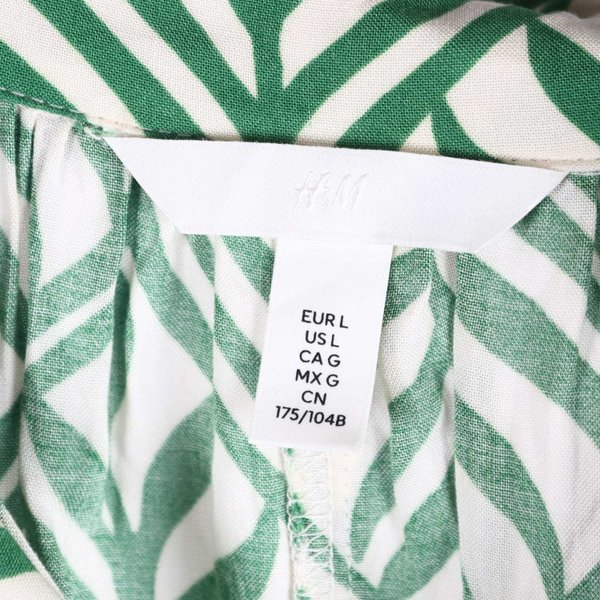 H&M
EUR L
US L
CA G
MX G
CN
175/104B